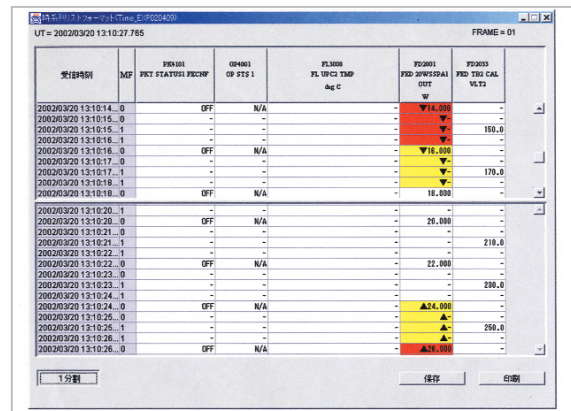 時系列リストフォーマット(Time_EXP020409)
UT = 2002/03/20 13:10:27.765 FRAME = 01
受信時刻 MF PK4101 PKT STATUS1 FECNF OP4001 OP STS 1 FL3008 FL UPC2 TMP deg C FD2001 FED 20WSSPA1 OUT W FD2033 FED TH2 CAL VLT2
2002/03/20 13:10:14... 0 OFF N/A - ▼14.000 -
2002/03/20 13:10:15... 0 - - - ▼- -
2002/03/20 13:10:15... 1 - - - ▼- 150.0
2002/03/20 13:10:16... 1 - - - ▼- -
2002/03/20 13:10:16... 0 OFF N/A - ▼16.000 -
2002/03/20 13:10:17... 0 - - - ▼- -
2002/03/20 13:10:17... 1 - - - ▼- 170.0
2002/03/20 13:10:18... 1 - - - ▼- -
2002/03/20 13:10:18... 0 OFF N/A - 18.000 -
2002/03/20 13:10:20... 1 - - - - -
2002/03/20 13:10:20... 0 OFF N/A - 20.000 -
2002/03/20 13:10:21... 0 - - - - -
2002/03/20 13:10:21... 1 - - - - 210.0
2002/03/20 13:10:22... 1 - - - - -
2002/03/20 13:10:22... 0 OFF N/A - 22.000 -
2002/03/20 13:10:23... 0 - - - - -
2002/03/20 13:10:23... 1 - - - - 230.0
2002/03/20 13:10:24... 1 - - - - -
2002/03/20 13:10:24... 0 OFF N/A - ▲24.000 -
2002/03/20 13:10:25... 0 - - - ▲- -
2002/03/20 13:10:25... 1 - - - ▲- 250.0
2002/03/20 13:10:26... 1 - - - ▲- -
2002/03/20 13:10:26... 0 OFF N/A - ▲26.000 -
1分割 保存 印刷